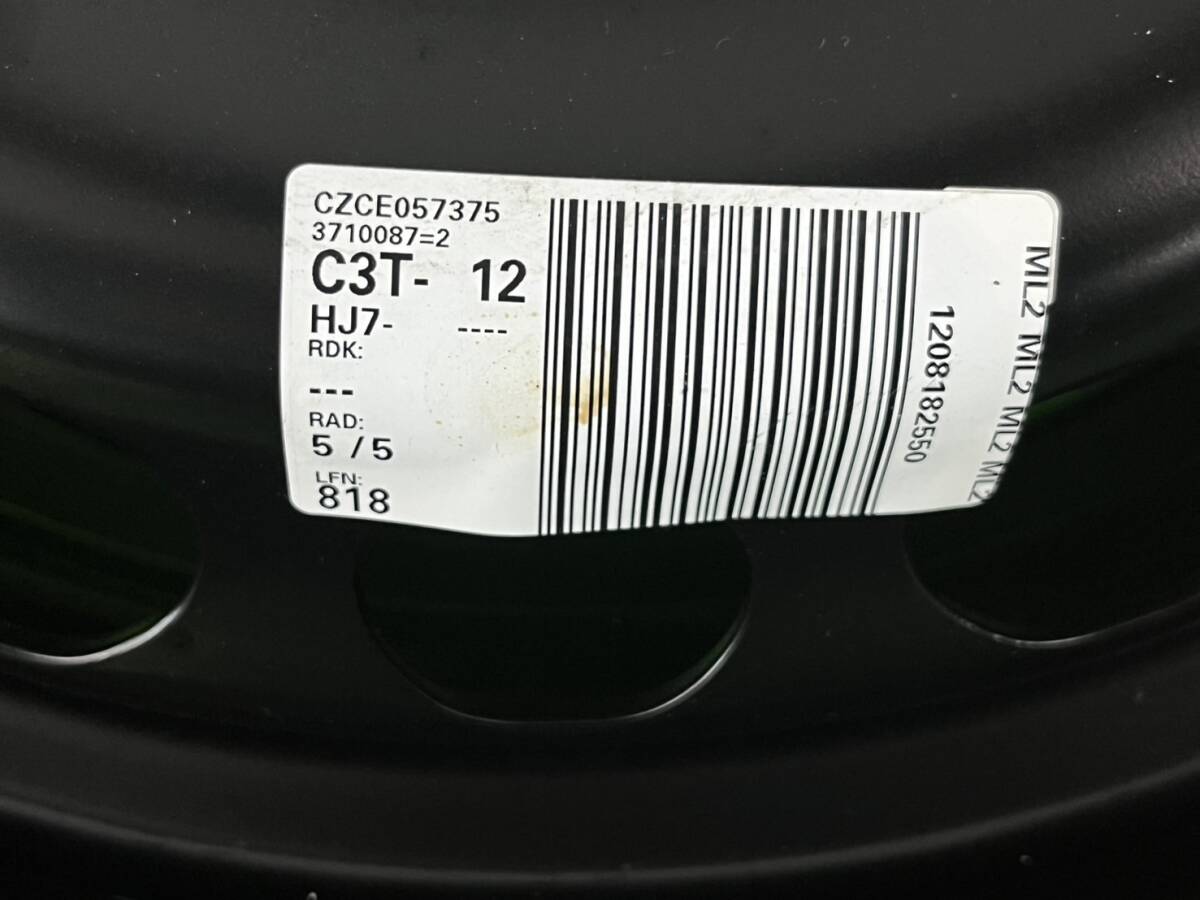 CZCE057375
3710087=2
C3T- 12
HJ7- ----
RDK:
---
RAD:
5 /5
LFN:
818
1208182550
ML2 ML2 ML2 ML2